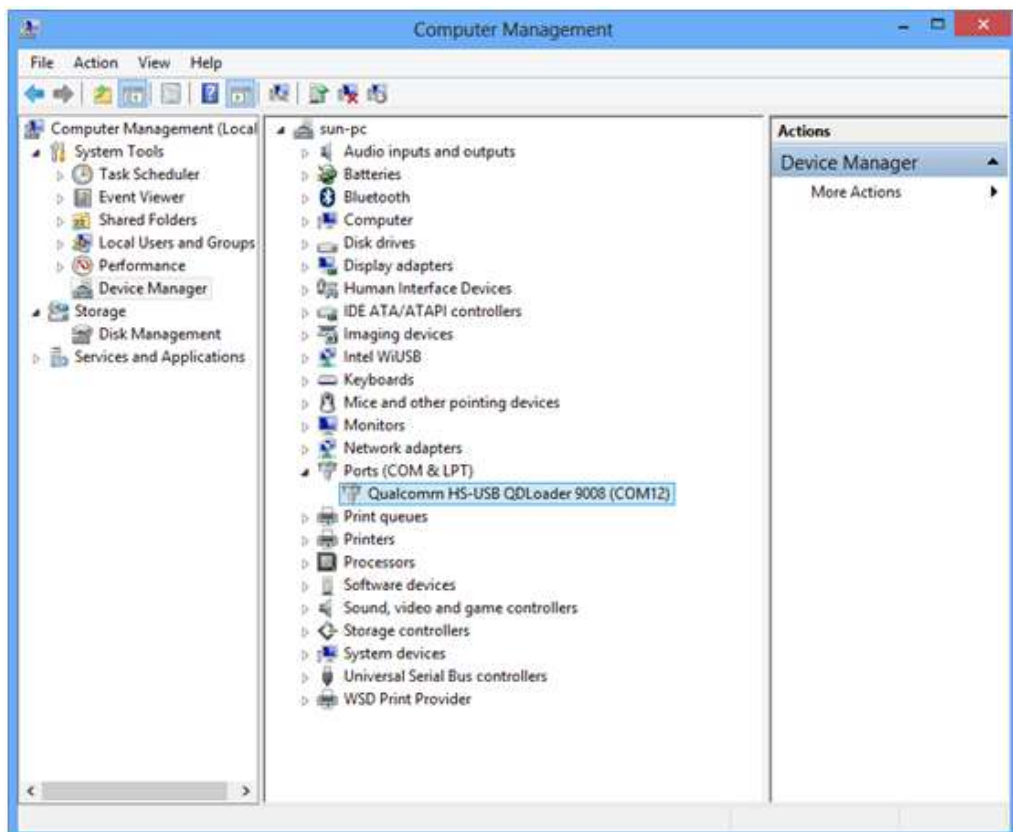 Computer Management
File Action View Help
Computer Management (Local
System Tools
Task Scheduler
Event Viewer
Shared Folders
Local Users and Groups
Performance
Device Manager
Storage
Disk Management
Services and Applications
sun-pc
Audio inputs and outputs
Batteries
Bluetooth
Computer
Disk drives
Display adapters
Human Interface Devices
IDE ATA/ATAPI controllers
Imaging devices
Intel WiUSB
Keyboards
Mice and other pointing devices
Monitors
Network adapters
Ports (COM & LPT)
Qualcomm HS-USB QDLoader 9008 (COM12)
Print queues
Printers
Processors
Software devices
Sound, video and game controllers
Storage controllers
System devices
Universal Serial Bus controllers
WSD Print Provider
Actions
Device Manager
More Actions